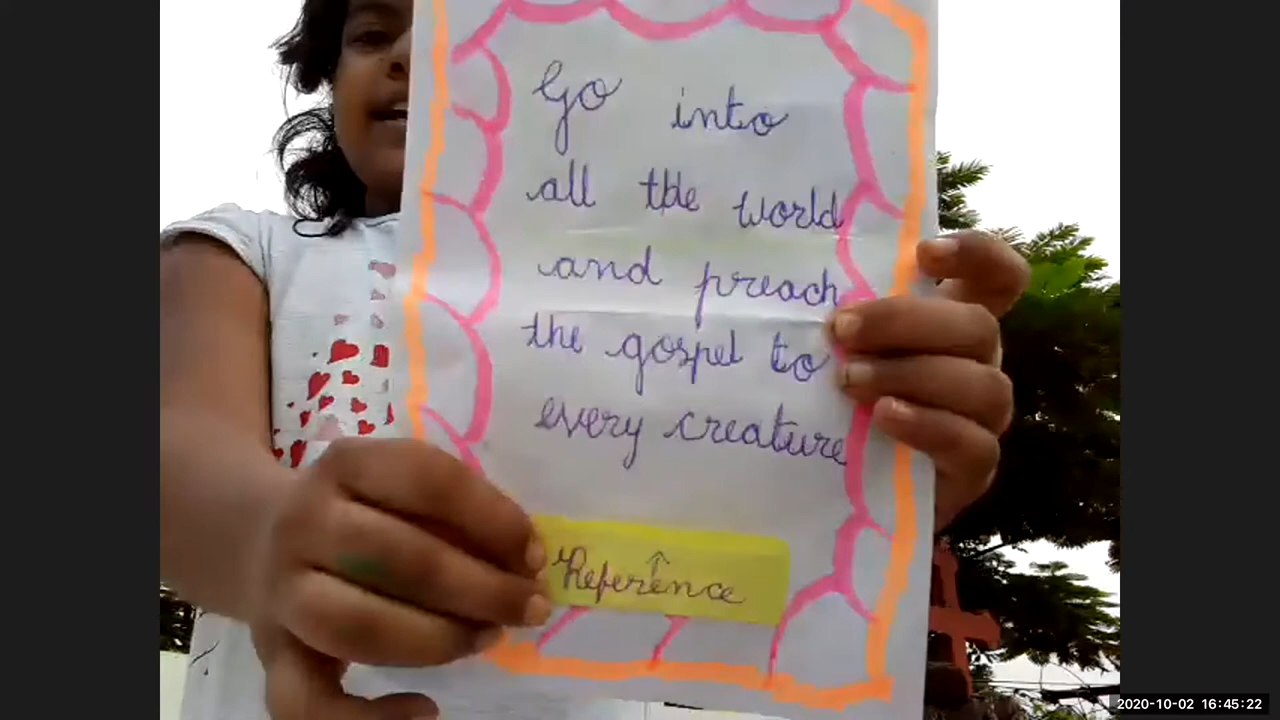 Go into
all the world
and preach
the gospel to
every creature
Reference
2020-10-02 16:45:22